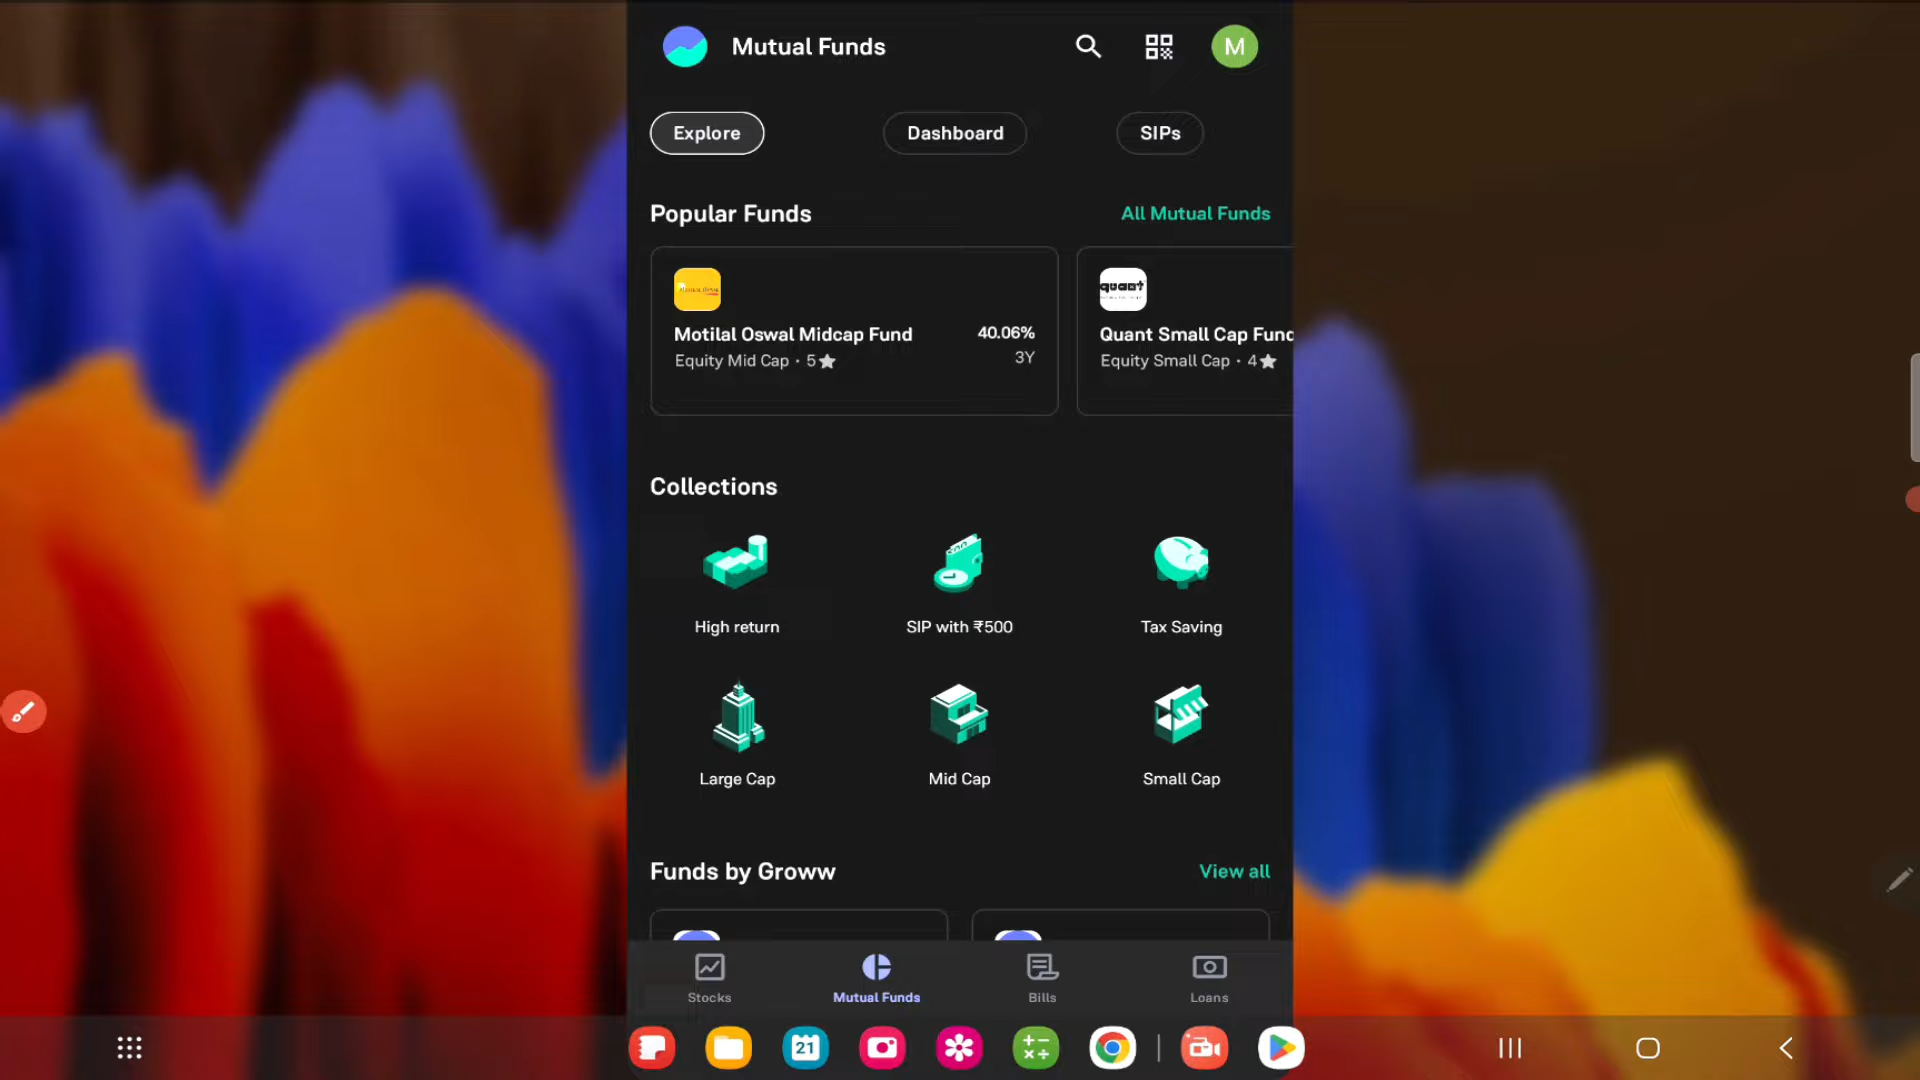 Mutual Funds
M
Explore
Dashboard
SIPs
Popular Funds
All Mutual Funds
Motilal Oswal Midcap Fund
40.06%
Equity Mid Cap · 5★
3Y
quant
Quant Small Cap Fund
Equity Small Cap · 4★
Collections
High return
SIP with ₹500
Tax Saving
Large Cap
Mid Cap
Small Cap
Funds by Groww
View all
Stocks
Mutual Funds
Bills
Loans
21